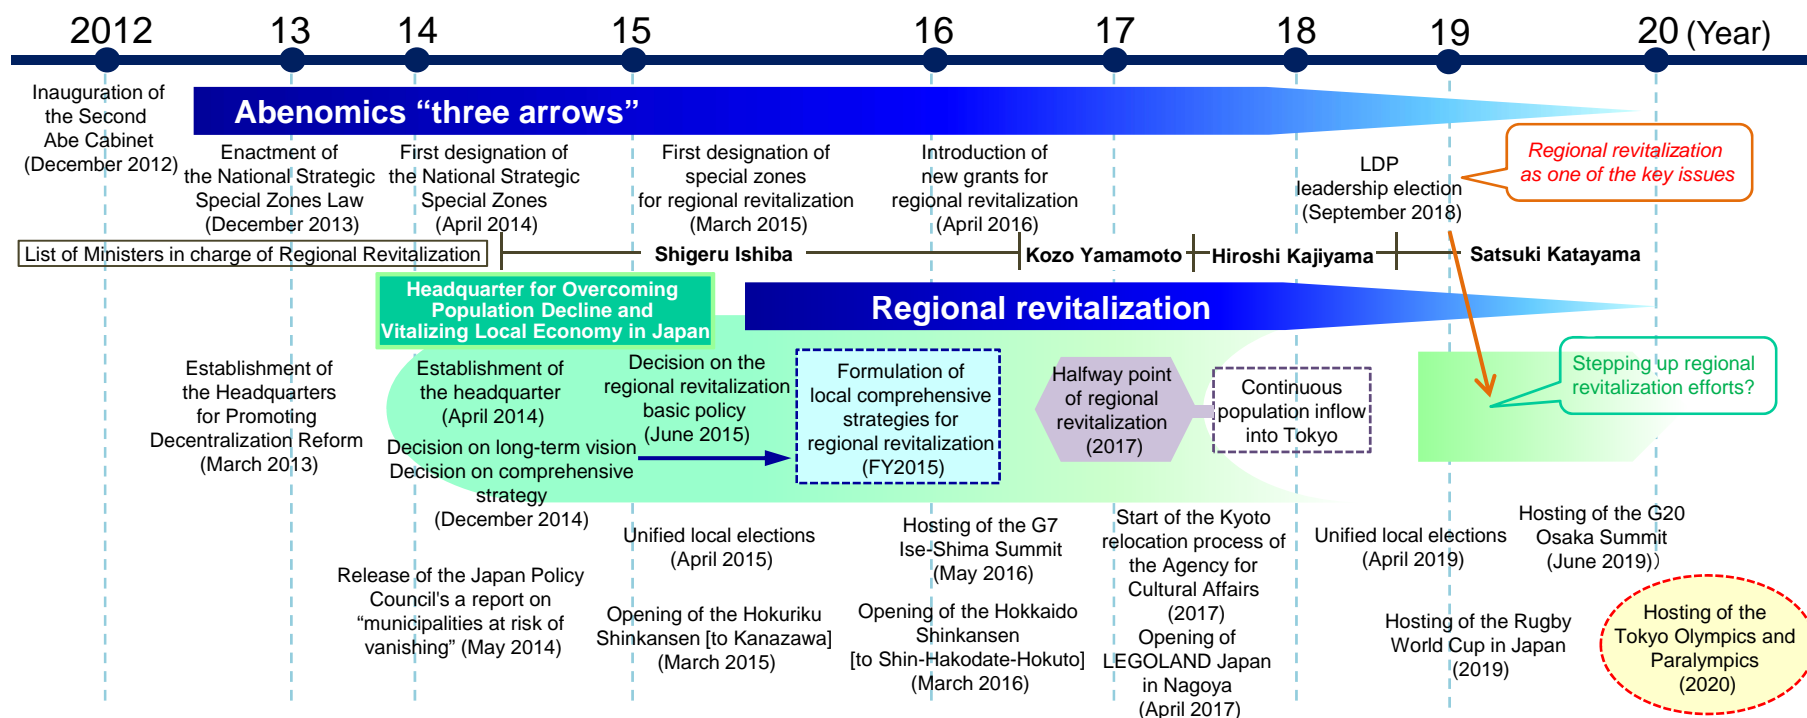 2012 13 14 15 16 17 18 19 20 (Year)
Inauguration of
the Second
Abe Cabinet
(December 2012)
Abenomics “three arrows”
Enactment of
the National Strategic
Special Zones Law
(December 2013)
First designation of
the National Strategic
Special Zones
(April 2014)
First designation of
special zones
for regional revitalization
(March 2015)
Introduction of
new grants for
regional revitalization
(April 2016)
LDP
leadership election
(September 2018)
Regional revitalization
as one of the key issues
List of Ministers in charge of Regional Revitalization
Shigeru Ishiba
Kozo Yamamoto
Hiroshi Kajiyama
Satsuki Katayama
Headquarter for Overcoming
Population Decline and
Vitalizing Local Economy in Japan
Regional revitalization
Establishment of
the Headquarters
for Promoting
Decentralization Reform
(March 2013)
Establishment of
the headquarter
(April 2014)
Decision on long-term vision
Decision on comprehensive
strategy
(December 2014)
Decision on the
regional revitalization
basic policy
(June 2015)
Formulation of
local comprehensive
strategies for
regional revitalization
(FY2015)
Halfway point
of regional
revitalization
(2017)
Continuous
population inflow
into Tokyo
Stepping up regional
revitalization efforts?
Release of the Japan Policy
Council's a report on
“municipalities at risk of
vanishing” (May 2014)
Unified local elections
(April 2015)
Opening of the Hokuriku
Shinkansen [to Kanazawa]
(March 2015)
Hosting of the G7
Ise-Shima Summit
(May 2016)
Opening of the Hokkaido
Shinkansen
[to Shin-Hakodate-Hokuto]
(March 2016)
Start of the Kyoto
relocation process of
the Agency for
Cultural Affairs
(2017)
Opening of
LEGOLAND Japan
in Nagoya
(April 2017)
Unified local elections
(April 2019)
Hosting of the Rugby
World Cup in Japan
(2019)
Hosting of the G20
Osaka Summit
(June 2019))
Hosting of the
Tokyo Olympics and
Paralympics
(2020)